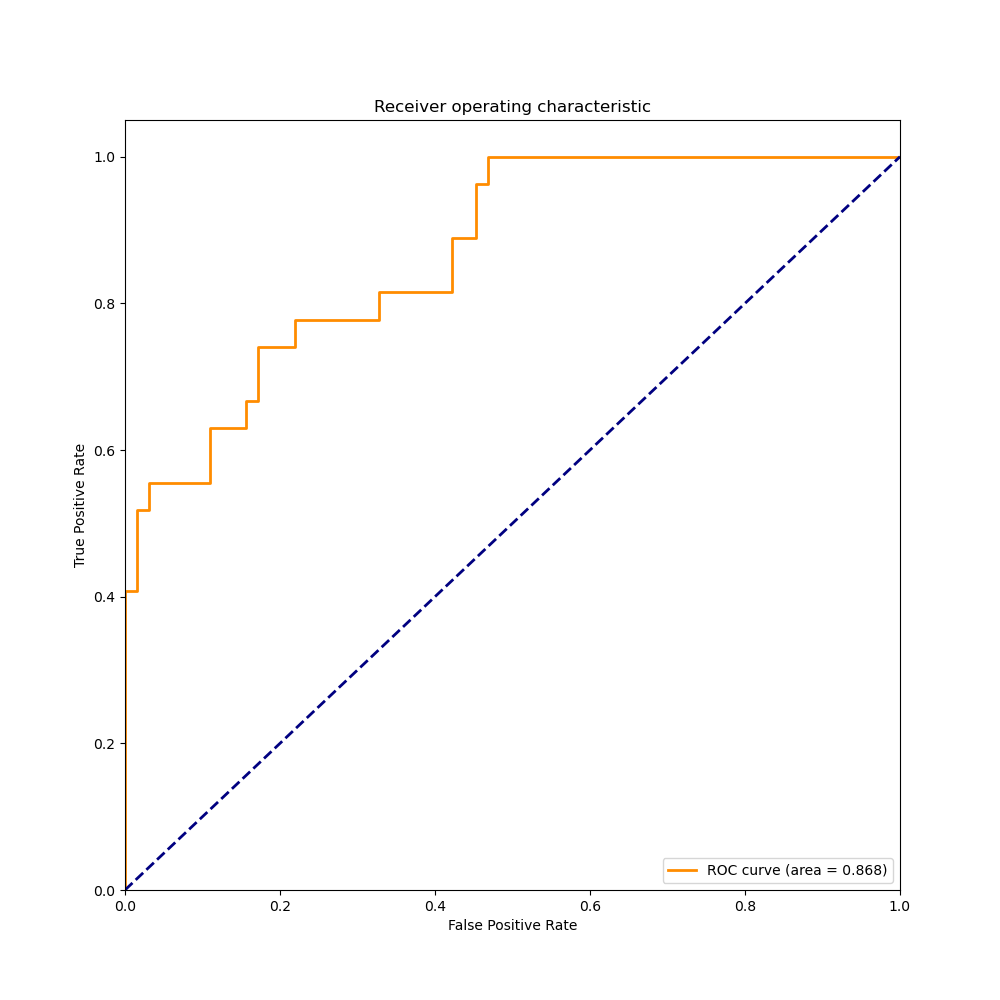 Receiver operating characteristic
1.0
0.8
0.6
0.4
0.2
0.0
True Positive Rate
ROC curve (area = 0.868)
0.0 0.2 0.4 0.6 0.8 1.0
False Positive Rate